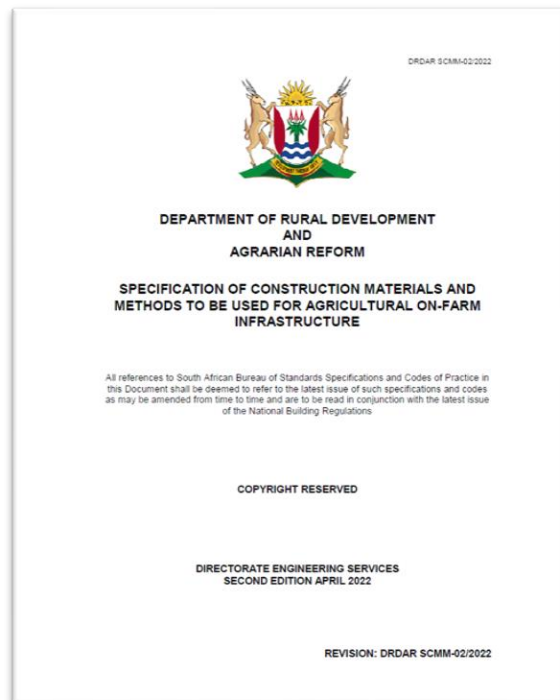 DRDAR SCMM-02/2022
DEPARTMENT OF RURAL DEVELOPMENT
AND
AGRARIAN REFORM
SPECIFICATION OF CONSTRUCTION MATERIALS AND
METHODS TO BE USED FOR AGRICULTURAL ON-FARM
INFRASTRUCTURE
All references to South African Bureau of Standards Specifications and Codes of Practice in
this Document shall be deemed to refer to the latest issue of such specifications and codes
as may be amended from time to time and are to be read in conjunction with the latest issue
of the National Building Regulations
COPYRIGHT RESERVED
DIRECTORATE ENGINEERING SERVICES
SECOND EDITION APRIL 2022
REVISION: DRDAR SCMM-02/2022